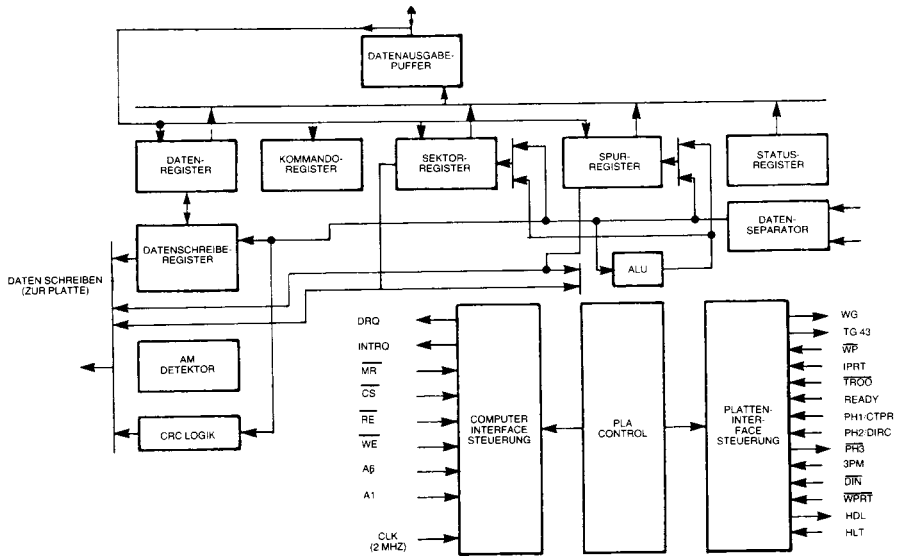 DATENAUSGABE-
PUFFER
DATEN-
REGISTER
KOMMANDO-
REGISTER
SEKTOR-
REGISTER
SPUR-
REGISTER
STATUS-
REGISTER
DATENSCHREIBE-
REGISTER
DATEN-
SEPARATOR
ALU
DATEN SCHREIBEN
(ZUR PLATTE)
AM
DETEKTOR
CRC LOGIK
DRQ
INTRQ
MR
CS
RE
WE
A6
A1
CLK
(2 MHZ)
COMPUTER
INTERFACE
STEUERUNG
PLA
CONTROL
PLATTEN-
INTER-
FACE
STEUERUNG
WG
TG 43
WP
IPRT
TROO
READY
PH1/CTPR
PH2/DIRC
PH3
3PM
DIN
WPRT
HDL
HLT